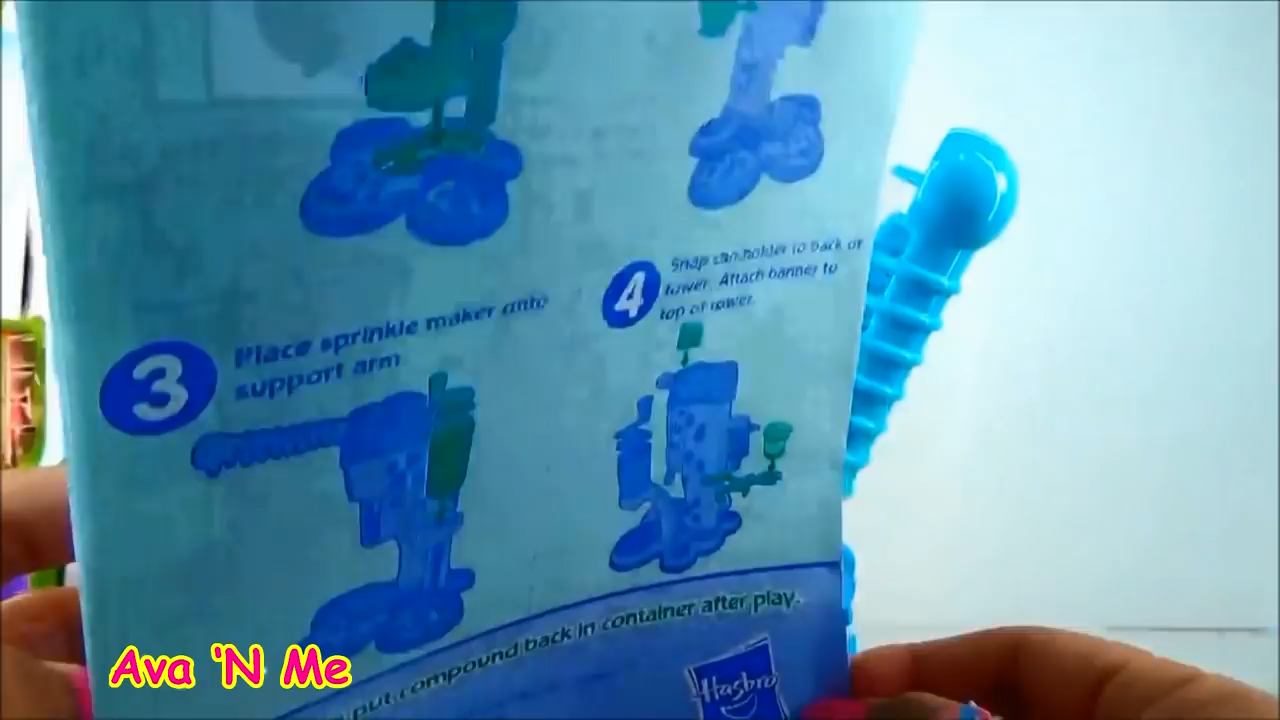 3
Place sprinkle maker onto
support arm
4
Snap can holder to back of
tower. Attach banner to
top of tower.
put compound back in container after play.
Hasbro
Ava 'N Me